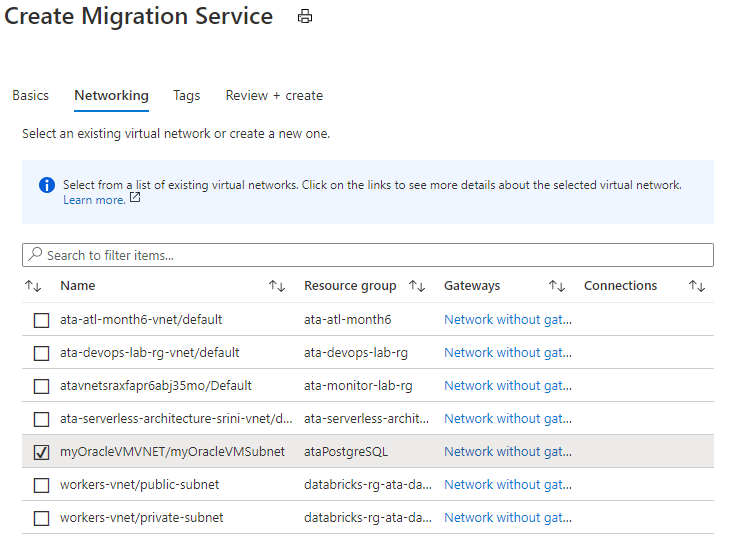 Create Migration Service
Basics Networking Tags Review + create
Select an existing virtual network or create a new one.
Select from a list of existing virtual networks. Click on the links to see more details about the selected virtual network.
Learn more.
Search to filter items...
Name Resource group Gateways Connections
ata-atl-month6-vnet/default ata-atl-month6 Network without gat...
ata-devops-lab-rg-vnet/default ata-devops-lab-rg Network without gat...
atavnetsraxfapr6abj35mo/Default ata-monitor-lab-rg Network without gat...
ata-serverless-architecture-srini-vnet/d... ata-serverless-archit... Network without gat...
myOracleVMVNET/myOracleVMSubnet ataPostgreSQL Network without gat...
workers-vnet/public-subnet databricks-rg-ata-da... Network without gat...
workers-vnet/private-subnet databricks-rg-ata-da... Network without gat...